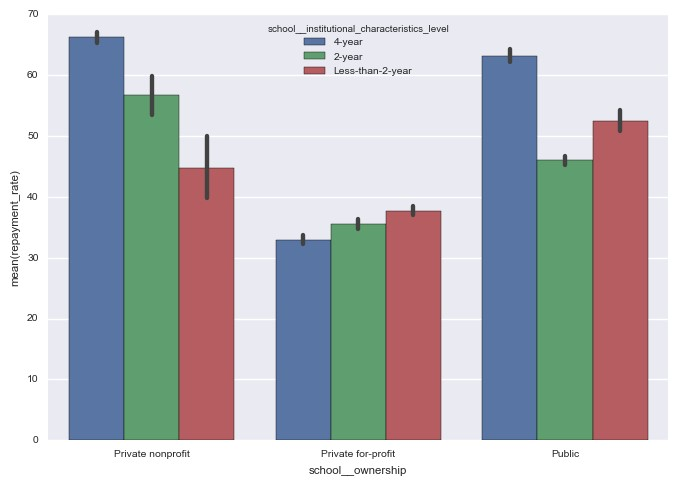 70
60
50
40
30
20
10
0
mean(repayment_rate)
school__institutional_characteristics_level
4-year
2-year
Less-than-2-year
Private nonprofit
Private for-profit
Public
school__ownership